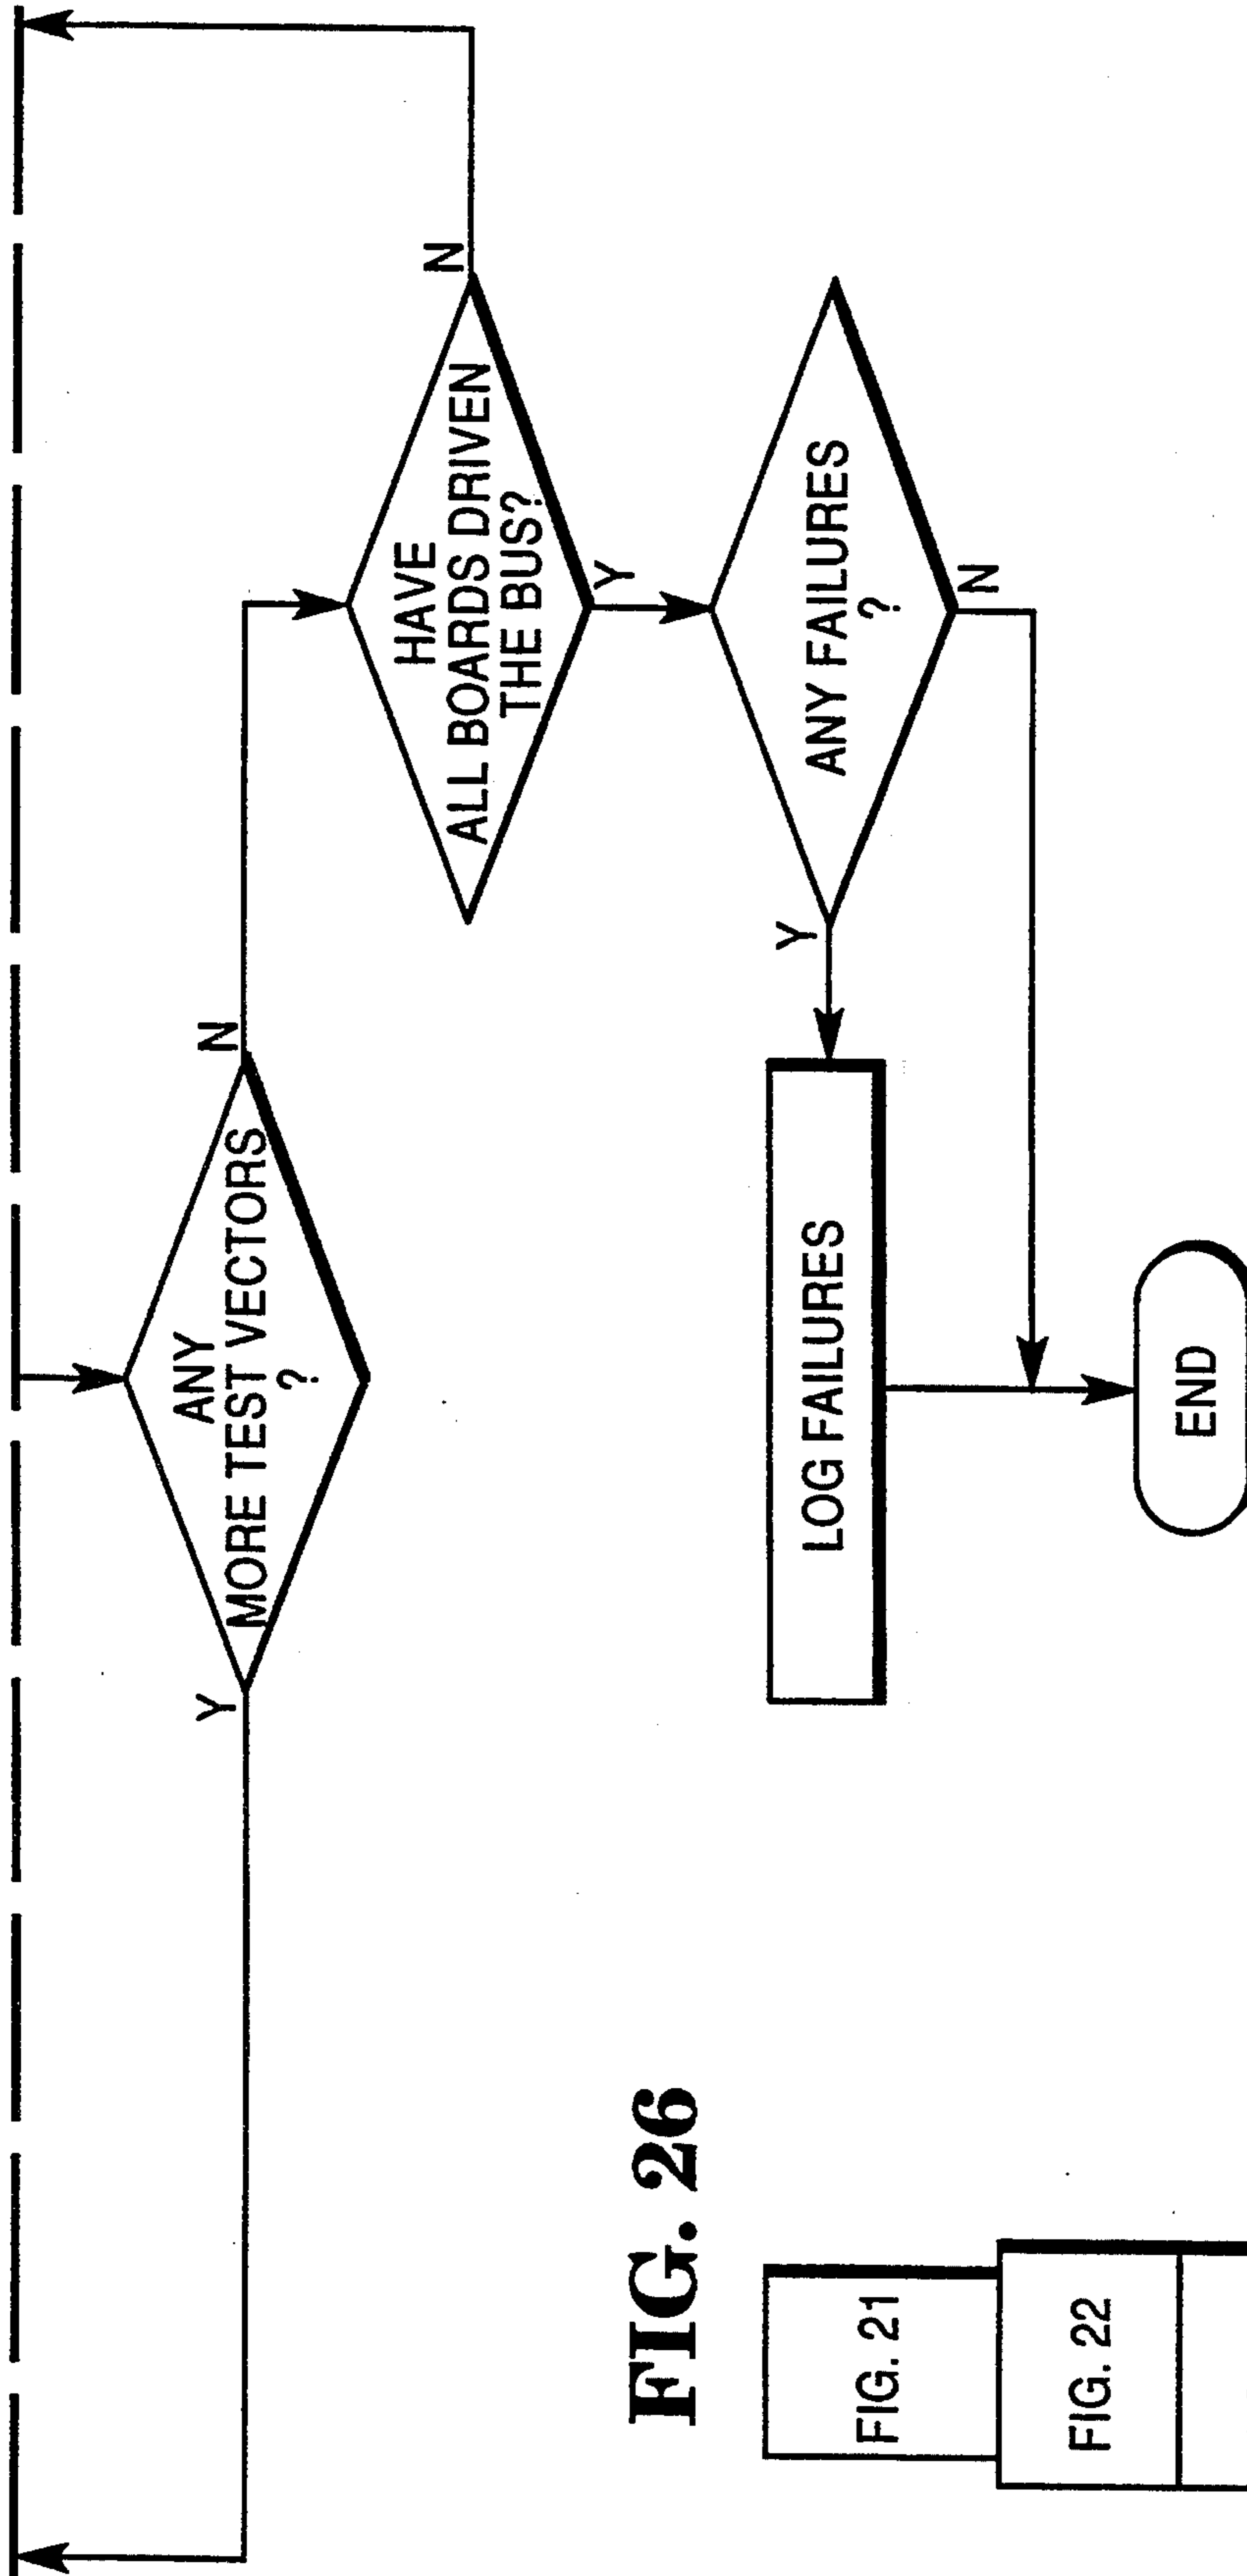 Y
ANY
MORE TEST VECTORS
?
N
HAVE
ALL BOARDS DRIVEN
THE BUS?
N
Y
ANY FAILURES
?
Y
N
LOG FAILURES
END
FIG. 26
FIG. 21
FIG. 22